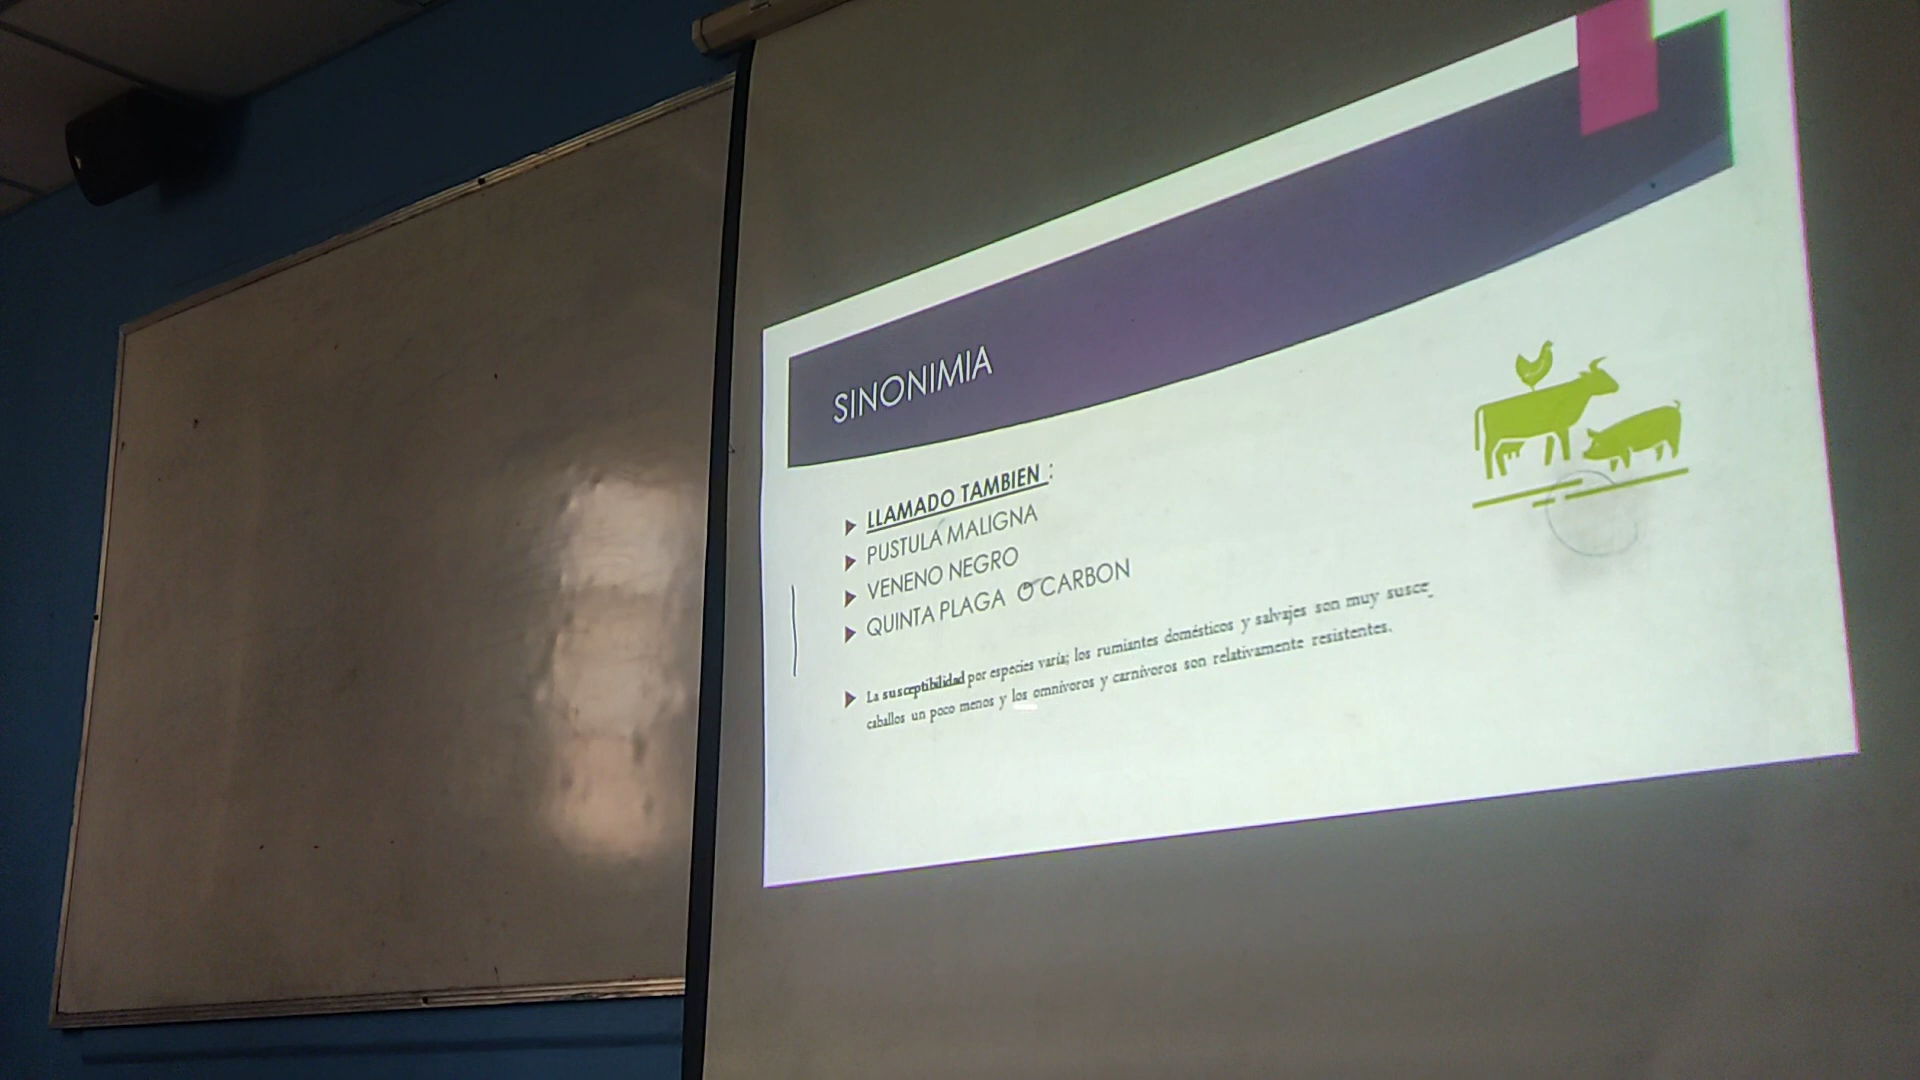 SINONIMIA
LLAMADO TAMBIEN :
PUSTULA MALIGNA
VENENO NEGRO
QUINTA PLAGA O CARBON
La susceptibilidad por especies varía; los rumiantes domésticos y salvajes son muy susce_
caballos un poco menos y los omnívoros y carnívoros son relativamente resistentes.